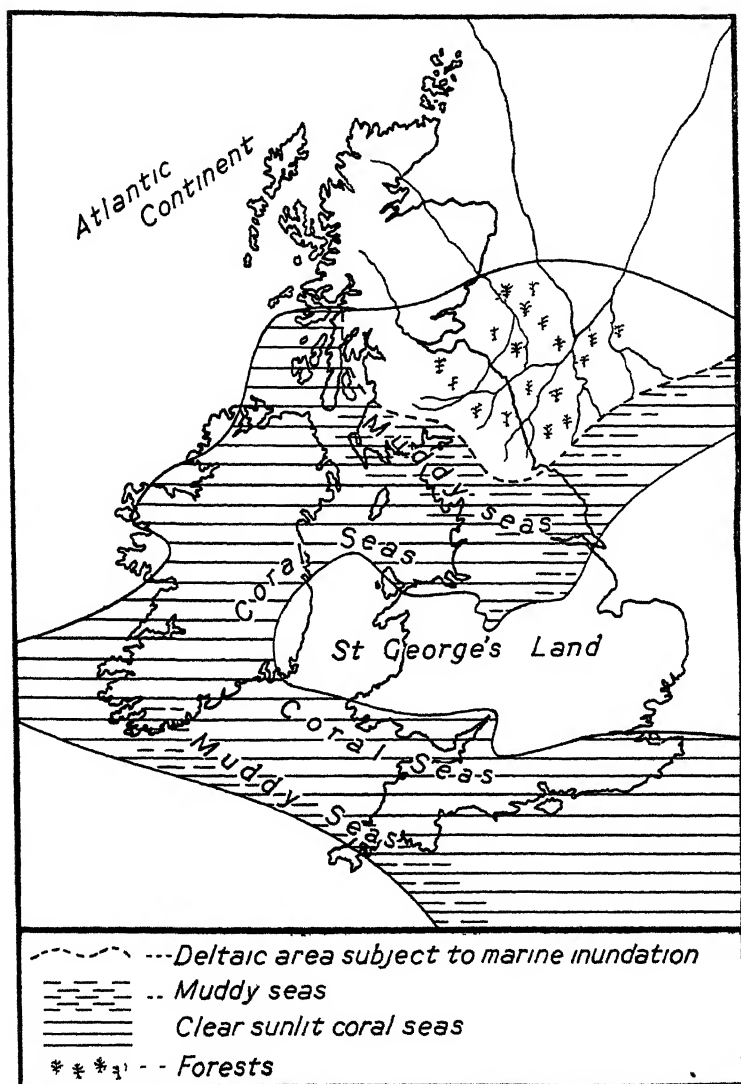 Atlantic
Continent
Muddy seas
Coral Seas
St George's Land
Coral Seas
Muddy Seas
Deltaic area subject to marine inundation
Muddy seas
Clear sunlit coral seas
Forests